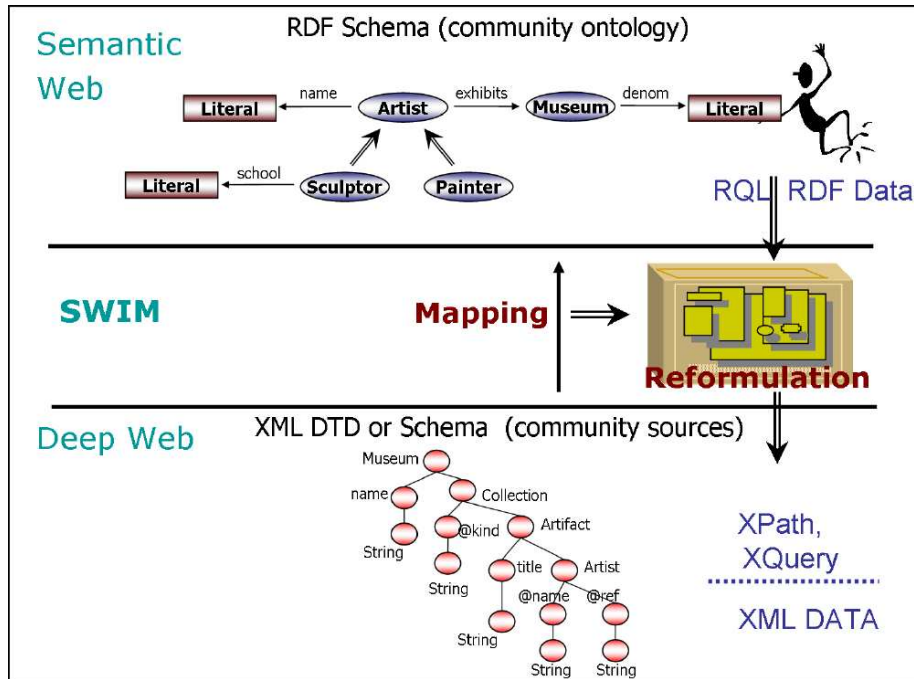 Semantic
Web
RDF Schema (community ontology)
Literal
name
Artist
exhibits
Museum
denom
Literal
Literal
school
Sculptor
Painter
RQL RDF Data
SWIM
Mapping
Reformulation
Deep Web
XML DTD or Schema (community sources)
Museum
name
Collection
@kind
Artifact
String
String
title
Artist
@name @ref
String
String
String
XPath,
XQuery
XML DATA